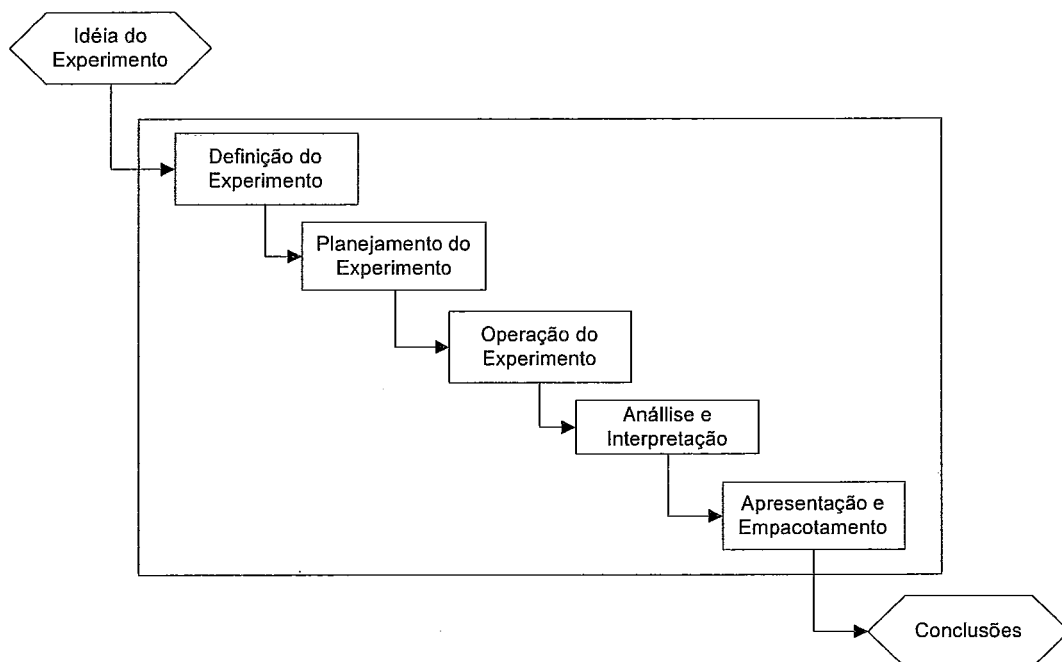 Idéia do
Experimento
Definição do
Experimento
Planejamento do
Experimento
Operação do
Experimento
Anállise e
Interpretação
Apresentação e
Empacotamento
Conclusões